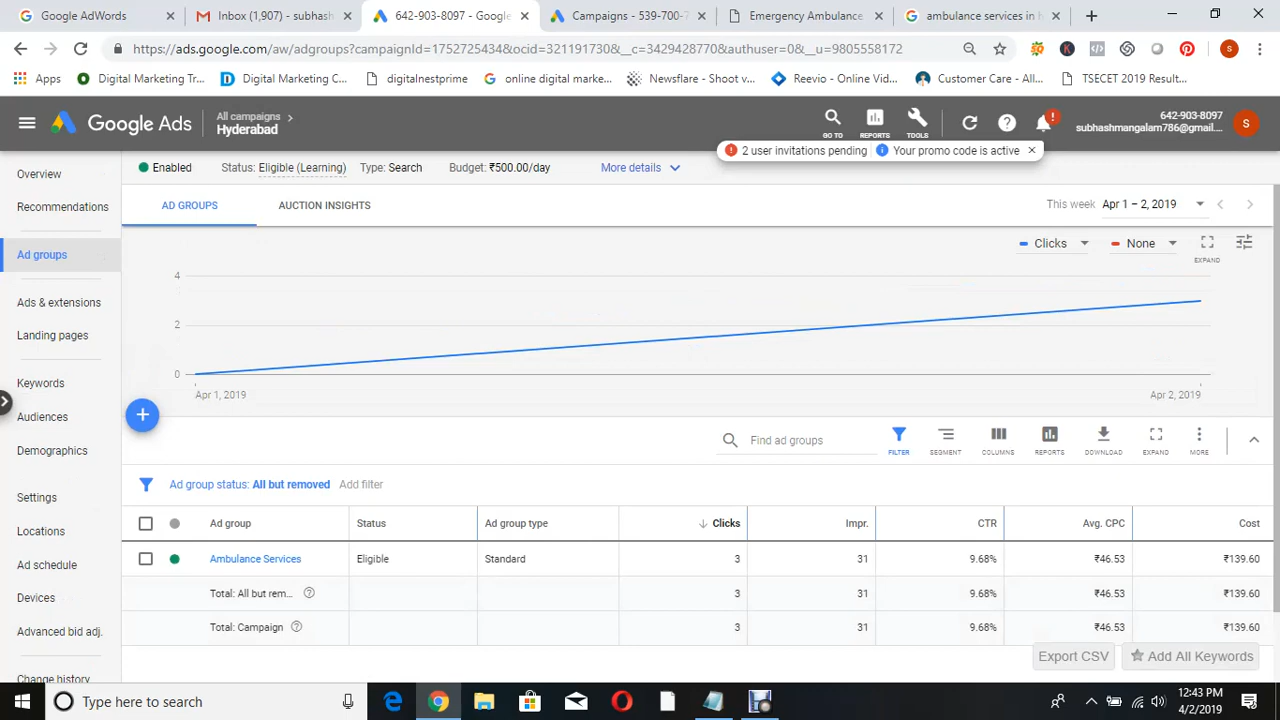 Google AdWords
Inbox (1,907) - subhash
642-903-8097 - Google
Campaigns - 539-700-7
Emergency Ambulance
ambulance services in h
https://ads.google.com/aw/adgroups?campaignId=1752725434&ocid=321191730&__c=3429428770&authuser=0&__u=9805558172
S
Apps
Digital Marketing Tr...
Digital Marketing C...
digitalnestprime
online digital marke...
Newsflare - Shoot v...
Reevio - Online Vid...
Customer Care - Al...
TSECET 2019 Result...
Google Ads
All campaigns
Hyderabad
GO TO
REPORTS
TOOLS
642-903-8097
subhashmangalam786@gmail....
S
2 user invitations pending
Your promo code is active
Enabled
Status: Eligible (Learning)
Type: Search
Budget: ₹500.00/day
More details
Overview
Recommendations
Ad groups
Ads & extensions
Landing pages
Keywords
Audiences
Demographics
Settings
Locations
Ad schedule
Devices
Advanced bid adj.
Change history
AD GROUPS
AUCTION INSIGHTS
This week
Apr 1 – 2, 2019
Clicks
None
EXPAND
4
2
0
Apr 1, 2019
Apr 2, 2019
Find ad groups
FILTER
SEGMENT
COLUMNS
REPORTS
DOWNLOAD
EXPAND
MORE
Ad group status: All but removed
Add filter
Ad group
Status
Ad group type
Clicks
Impr.
CTR
Avg. CPC
Cost
Ambulance Services
Eligible
Standard
3
31
9.68%
₹46.53
₹139.60
Total: All but rem...
3
31
9.68%
₹46.53
₹139.60
Total: Campaign
3
31
9.68%
₹46.53
₹139.60
Export CSV
Add All Keywords
Type here to search
12:43 PM
4/2/2019